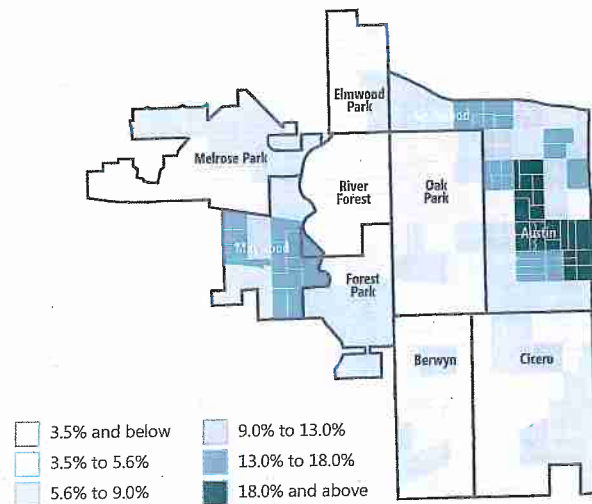 Elmwood
Park
Melrose Park
River
Forest
Oak
Park
Austin
Maywood
Forest
Park
Berwyn
Cicero
3.5% and below
3.5% to 5.6%
5.6% to 9.0%
9.0% to 13.0%
13.0% to 18.0%
18.0% and above